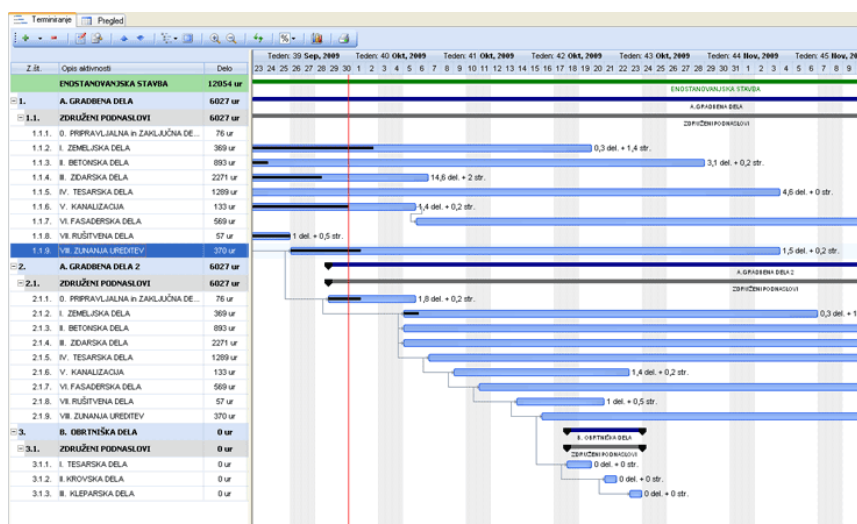 Terminiranje Pregled
Teden: 39 Sep, 2009 Teden: 40 Okt, 2009 Teden: 41 Okt, 2009 Teden: 42 Okt, 2009 Teden: 43 Okt, 2009 Teden: 44 Nov, 2009 Teden: 45 Nov, 20
Z.št. Opis aktivnosti Delo 23 24 25 26 27 28 29 30 1 2 3 4 5 6 7 8 9 10 11 12 13 14 15 16 17 18 19 20 21 22 23 24 25 26 27 28 29 30 31 1 2 3 4 5 6 7 8 9
ENOSTANOVANJSKA STAVBA 12054 ur ENOSTANOVANJSKA STAVBA
1. A. GRADBENA DELA 6027 ur A. GRADBENA DELA
1.1. ZDRUŽENI PODNASLOVI 6027 ur ZDRUŽENI PODNASLOVI
1.1.1. 0. PRIPRAVLJALNA in ZAKLJUČNA DE... 76 ur
1.1.2. I. ZEMELJSKA DELA 369 ur 0,3 del. + 1,4 str.
1.1.3. II. BETONSKA DELA 893 ur 3,1 del. + 0,2 str.
1.1.4. III. ZIDARSKA DELA 2271 ur 14,6 del. + 2 str.
1.1.5. IV. TESARSKA DELA 1289 ur 4,6 del. + 0 str.
1.1.6. V. KANALIZACIJA 133 ur 1,4 del. + 0,2 str.
1.1.7. VI. FASADERSKA DELA 569 ur
1.1.8. VII. RUŠITVENA DELA 57 ur 1 del. + 0,5 str.
1.1.9. VIII. ZUNANJA UREDITEV 370 ur 1,5 del. + 0,2 str.
2. A. GRADBENA DELA 2 6027 ur A. GRADBENA DELA 2
2.1. ZDRUŽENI PODNASLOVI 6027 ur ZDRUŽENI PODNASLOVI
2.1.1. 0. PRIPRAVLJALNA in ZAKLJUČNA DE... 76 ur 1,8 del. + 0,2 str.
2.1.2. I. ZEMELJSKA DELA 369 ur 0,3 del. + 1
2.1.3. II. BETONSKA DELA 893 ur
2.1.4. III. ZIDARSKA DELA 2271 ur
2.1.5. IV. TESARSKA DELA 1289 ur
2.1.6. V. KANALIZACIJA 133 ur 1,4 del. + 0,2 str.
2.1.7. VI. FASADERSKA DELA 569 ur
2.1.8. VII. RUŠITVENA DELA 57 ur 1 del. + 0,5 str.
2.1.9. VIII. ZUNANJA UREDITEV 370 ur
3. B. OBRTNIŠKA DELA 0 ur B. OBRTNIŠKA DELA
3.1. ZDRUŽENI PODNASLOVI 0 ur ZDRUŽENI PODNASLOVI
3.1.1. I. TESARSKA DELA 0 ur 0 del. + 0 str.
3.1.2. II. KROVSKA DELA 0 ur 0 del. + 0 str.
3.1.3. III. KLEPARSKA DELA 0 ur 0 del. + 0 str.